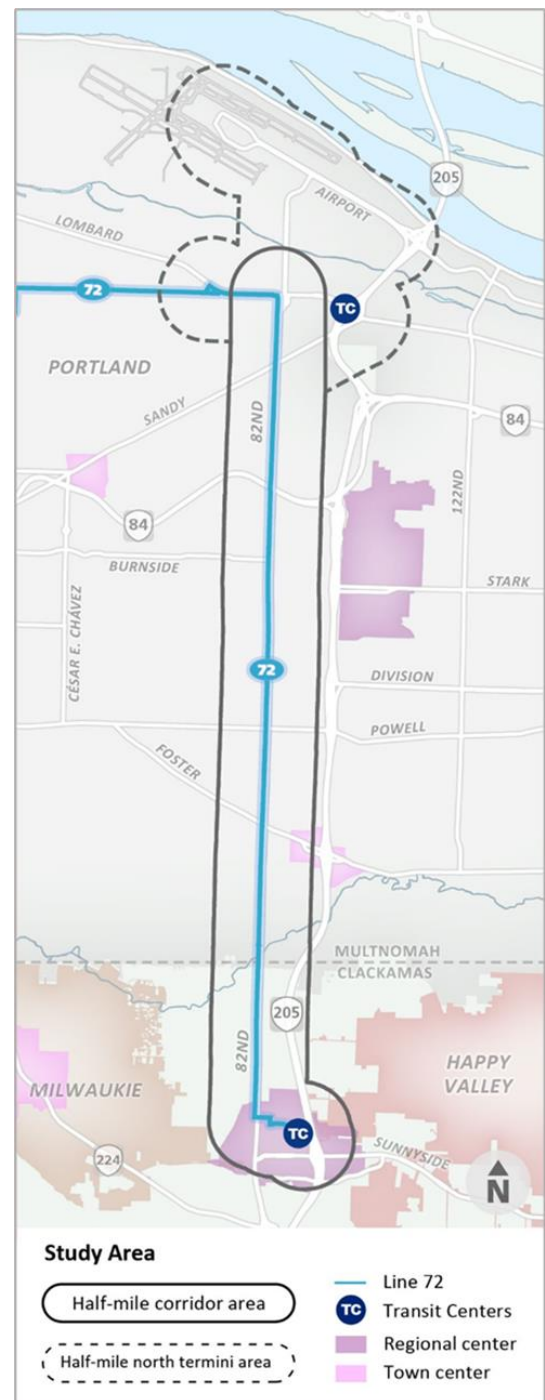 205
AIRPORT
LOMBARD
72
TC
PORTLAND
SANDY
82ND
84
122ND
84
BURNSIDE
STARK
CÉSAR E. CHÁVEZ
72
DIVISION
POWELL
FOSTER
MULTNOMAH
CLACKAMAS
205
82ND
HAPPY
VALLEY
MILWAUKIE
TC
SUNNYSIDE
224
N
Study Area
Half-mile corridor area
Half-mile north termini area
Line 72
TC Transit Centers
Regional center
Town center